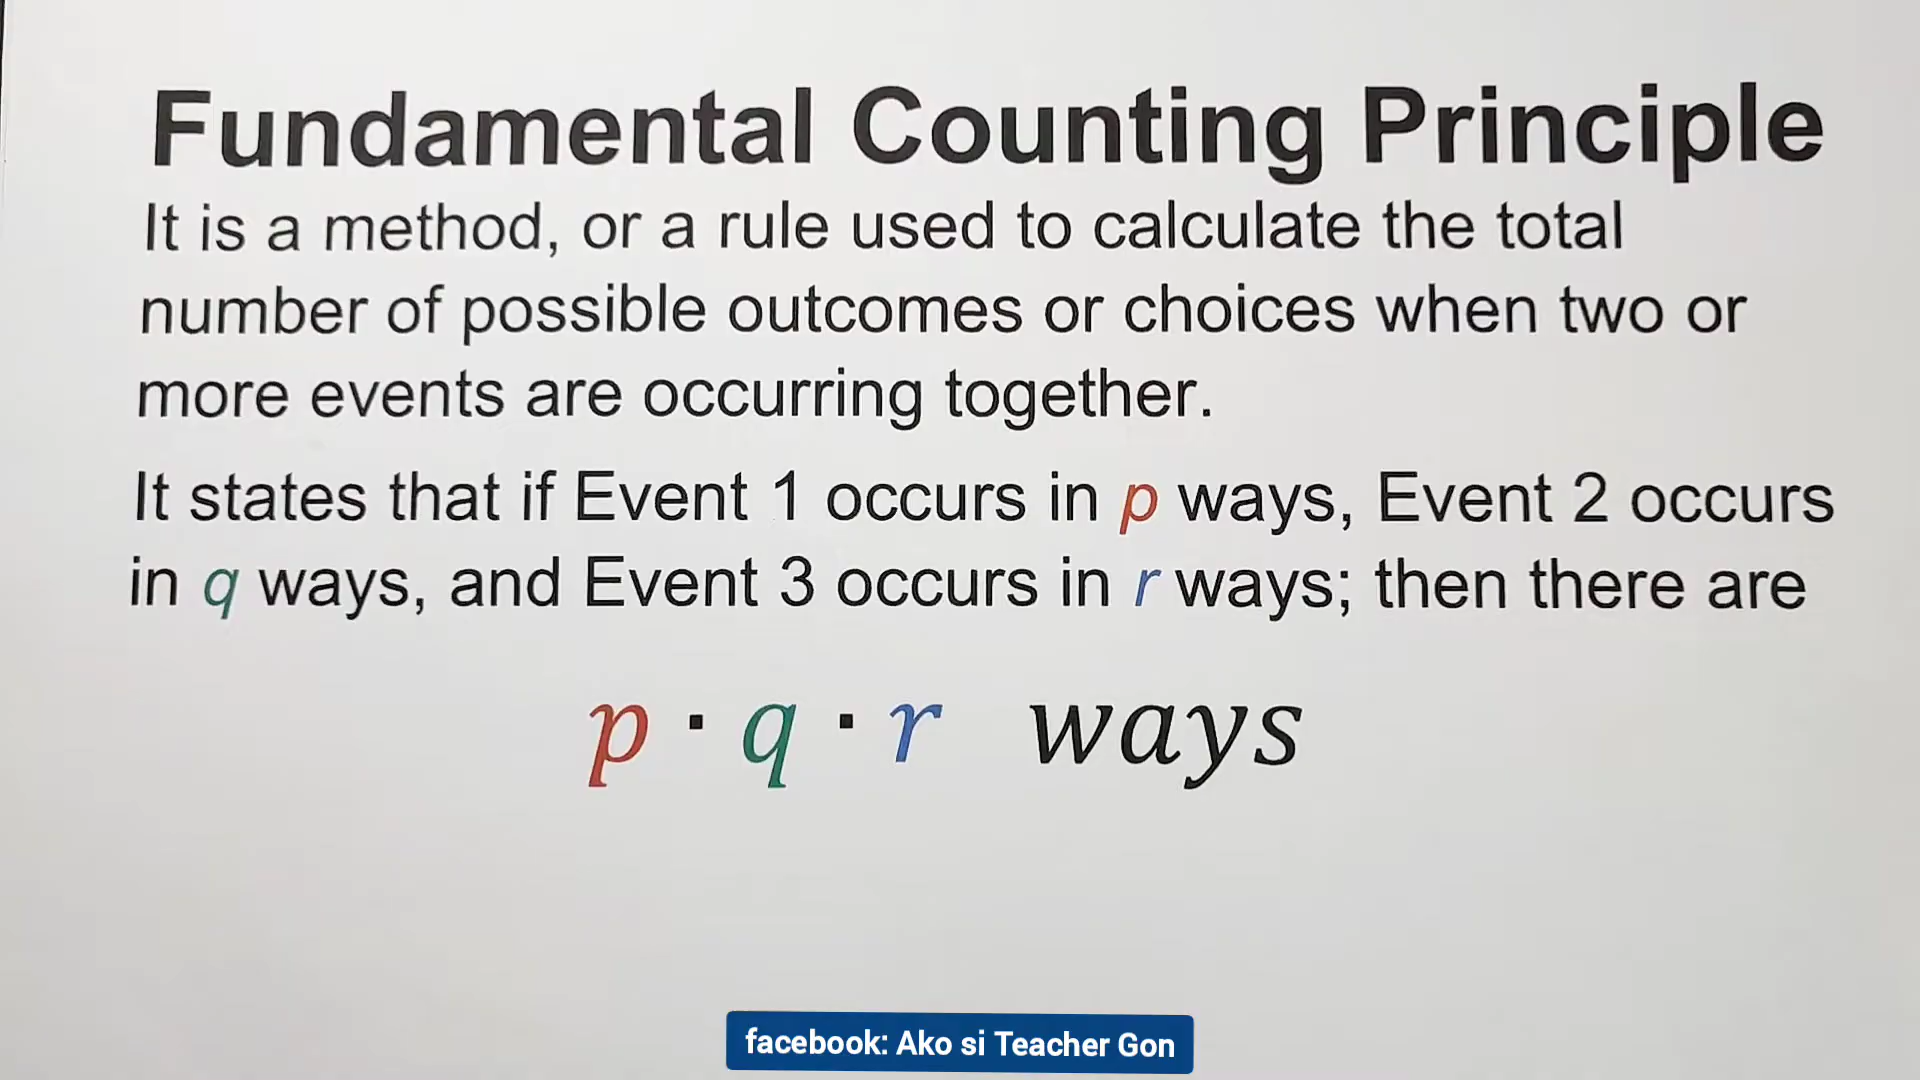 Fundamental Counting Principle
It is a method, or a rule used to calculate the total
number of possible outcomes or choices when two or
more events are occurring together.
It states that if Event 1 occurs in p ways, Event 2 occurs
in q ways, and Event 3 occurs in r ways; then there are
p · q · r ways
facebook: Ako si Teacher Gon